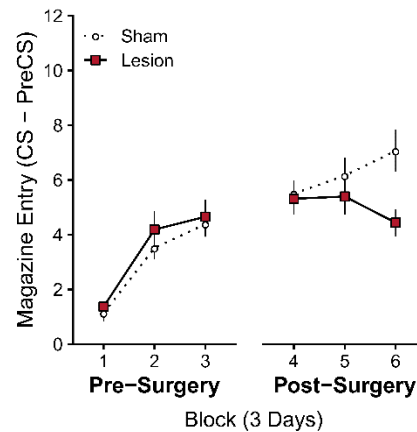 12
10
8
6
4
2
0
Magazine Entry (CS − PreCS)
Sham
Lesion
1 2 3 4 5 6
Pre−Surgery Post−Surgery
Block (3 Days)